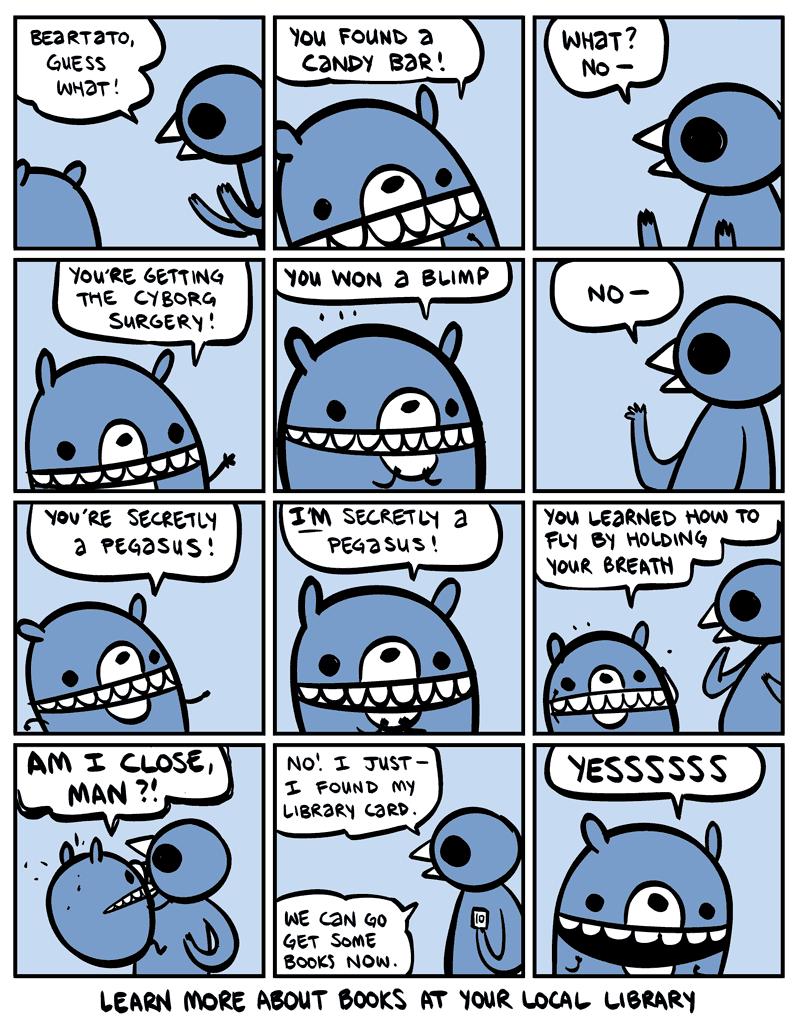 BEARTATO,
GUESS
WHAT!
YOU FOUND A
CANDY BAR!
WHAT?
NO—
YOU'RE GETTING
THE CYBORG
SURGERY!
YOU WON A BLIMP
NO—
YOU'RE SECRETLY
A PEGASUS!
I'M SECRETLY A
PEGASUS!
YOU LEARNED HOW TO
FLY BY HOLDING
YOUR BREATH
AM I CLOSE,
MAN?!
NO! I JUST—
I FOUND MY
LIBRARY CARD.
ID
WE CAN GO
GET SOME
BOOKS NOW.
YESSSSSS
LEARN MORE ABOUT BOOKS AT YOUR LOCAL LIBRARY